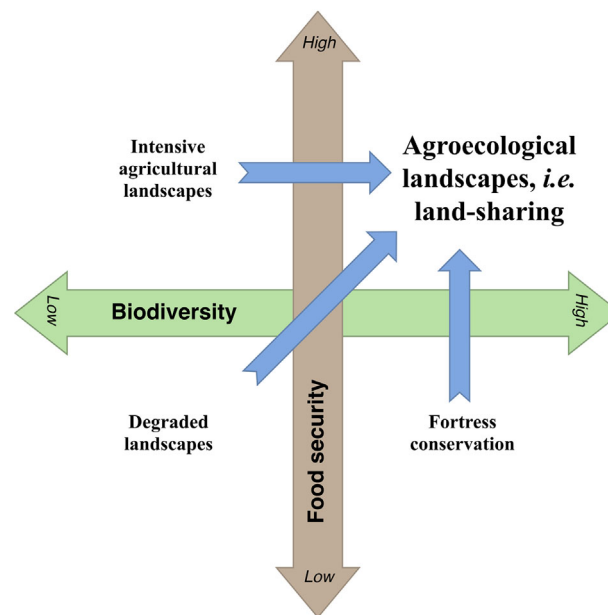 High
Intensive
agricultural
landscapes
Agroecological
landscapes, i.e.
land-sharing
Low
Biodiversity
High
Degraded
landscapes
Food security
Fortress
conservation
Low